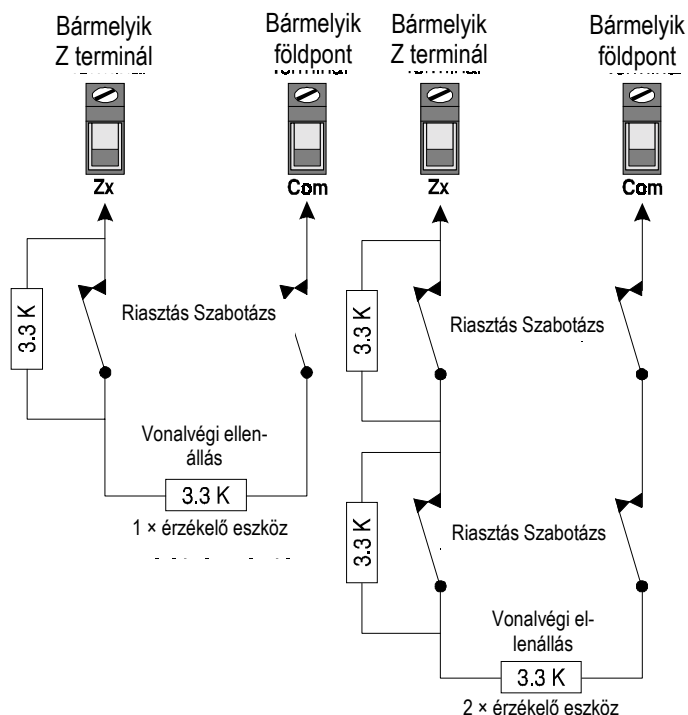 Bármelyik
Z terminál
Zx
Bármelyik
földpont
Com
Bármelyik
Z terminál
Zx
Bármelyik
földpont
Com
3.3 K
Riasztás Szabotázs
Vonalvégi ellen-
állás
3.3 K
1 × érzékelő eszköz
3.3 K
Riasztás Szabotázs
3.3 K
Riasztás Szabotázs
Vonalvégi el-
lenállás
3.3 K
2 × érzékelő eszköz